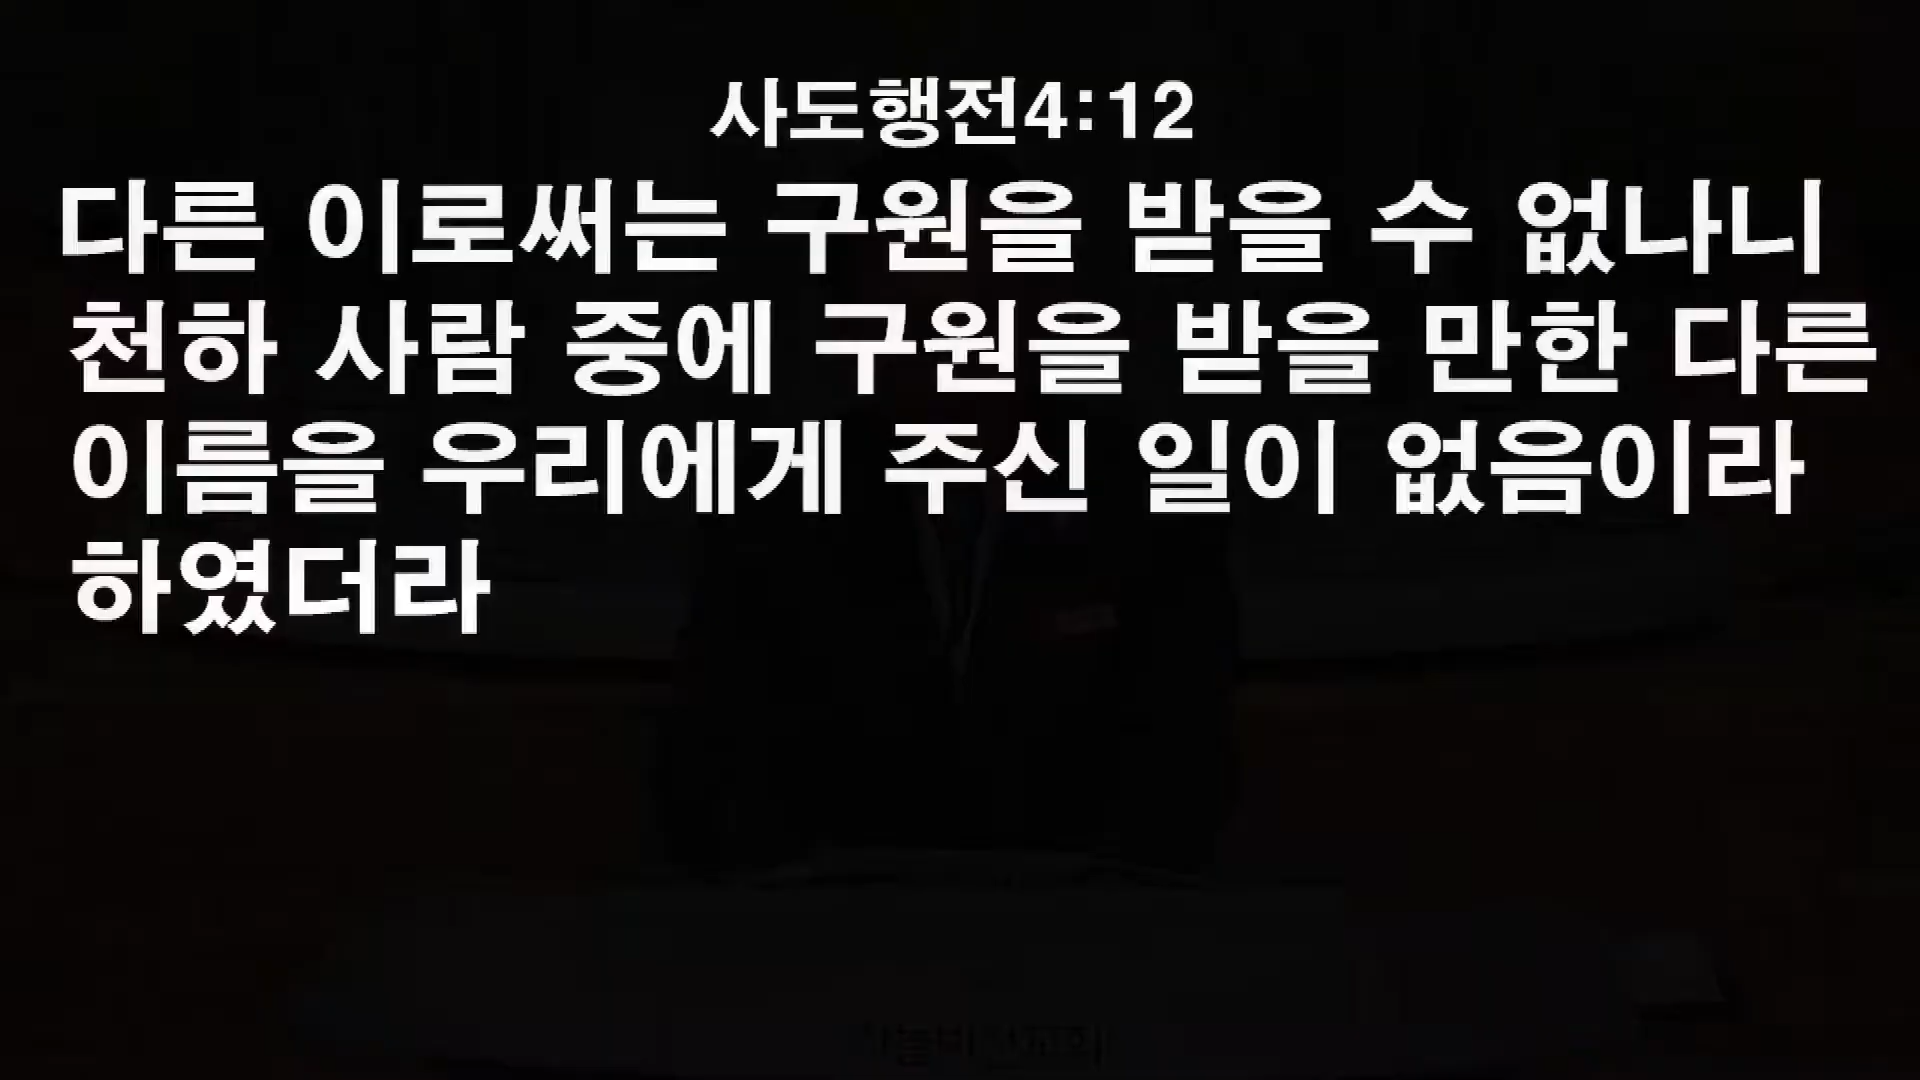 사도행전4:12
다른 이로써는 구원을 받을 수 없나니
천하 사람 중에 구원을 받을 만한 다른
이름을 우리에게 주신 일이 없음이라
하였더라